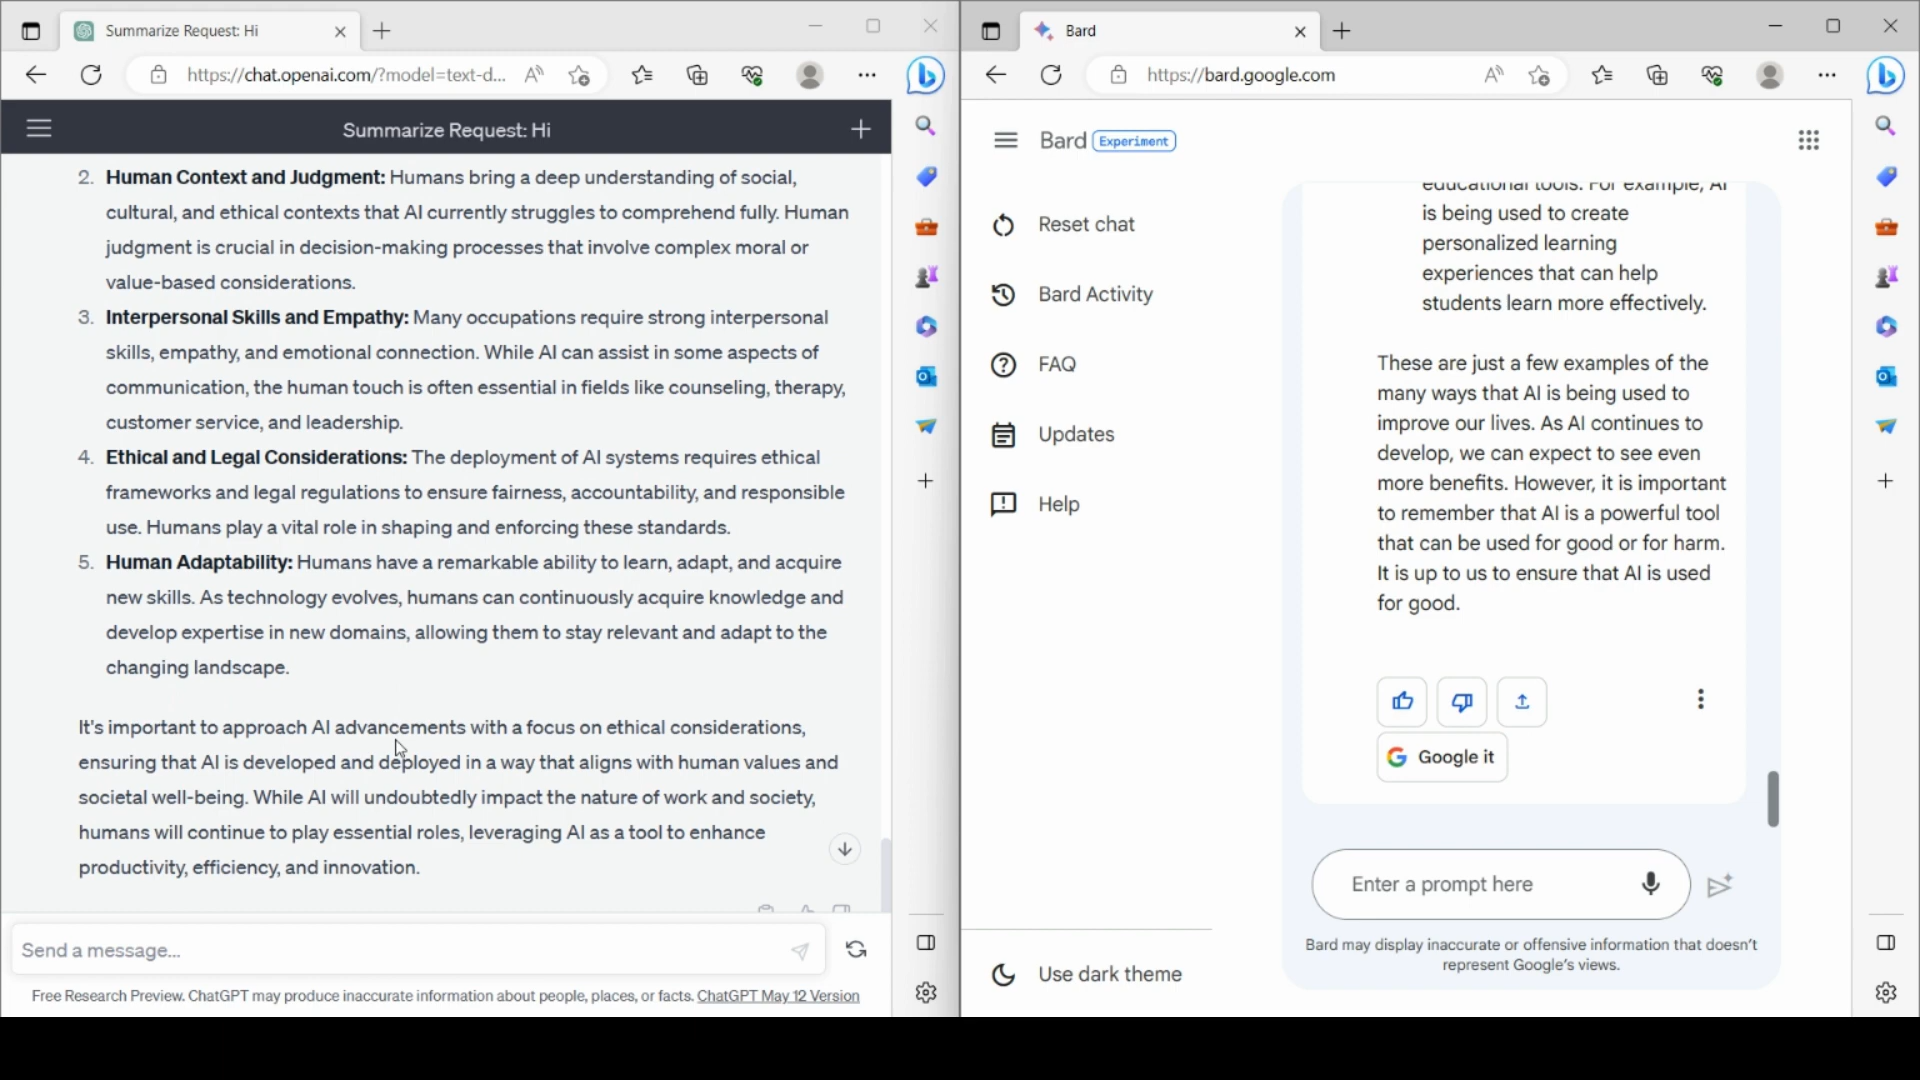 Summarize Request: Hi
https://chat.openai.com/?model=text-d...
Summarize Request: Hi
2. Human Context and Judgment: Humans bring a deep understanding of social,
cultural, and ethical contexts that AI currently struggles to comprehend fully. Human
judgment is crucial in decision-making processes that involve complex moral or
value-based considerations.
3. Interpersonal Skills and Empathy: Many occupations require strong interpersonal
skills, empathy, and emotional connection. While AI can assist in some aspects of
communication, the human touch is often essential in fields like counseling, therapy,
customer service, and leadership.
4. Ethical and Legal Considerations: The deployment of AI systems requires ethical
frameworks and legal regulations to ensure fairness, accountability, and responsible
use. Humans play a vital role in shaping and enforcing these standards.
5. Human Adaptability: Humans have a remarkable ability to learn, adapt, and acquire
new skills. As technology evolves, humans can continuously acquire knowledge and
develop expertise in new domains, allowing them to stay relevant and adapt to the
changing landscape.
It's important to approach AI advancements with a focus on ethical considerations,
ensuring that AI is developed and deployed in a way that aligns with human values and
societal well-being. While AI will undoubtedly impact the nature of work and society,
humans will continue to play essential roles, leveraging AI as a tool to enhance
productivity, efficiency, and innovation.
Send a message...
Free Research Preview. ChatGPT may produce inaccurate information about people, places, or facts. ChatGPT May 12 Version
Bard
https://bard.google.com
Bard Experiment
Reset chat
Bard Activity
FAQ
Updates
Help
Use dark theme
educational tools. For example, AI
is being used to create
personalized learning
experiences that can help
students learn more effectively.
These are just a few examples of the
many ways that AI is being used to
improve our lives. As AI continues to
develop, we can expect to see even
more benefits. However, it is important
to remember that AI is a powerful tool
that can be used for good or for harm.
It is up to us to ensure that AI is used
for good.
Google it
Enter a prompt here
Bard may display inaccurate or offensive information that doesn't
represent Google's views.